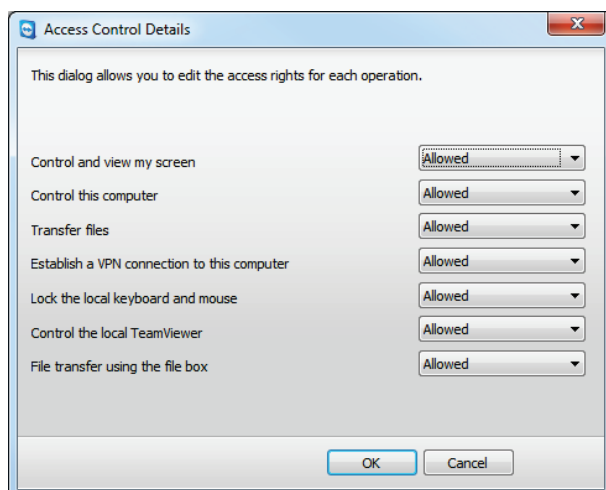 Access Control Details
This dialog allows you to edit the access rights for each operation.
Control and view my screen Allowed
Control this computer Allowed
Transfer files Allowed
Establish a VPN connection to this computer Allowed
Lock the local keyboard and mouse Allowed
Control the local TeamViewer Allowed
File transfer using the file box Allowed
OK Cancel